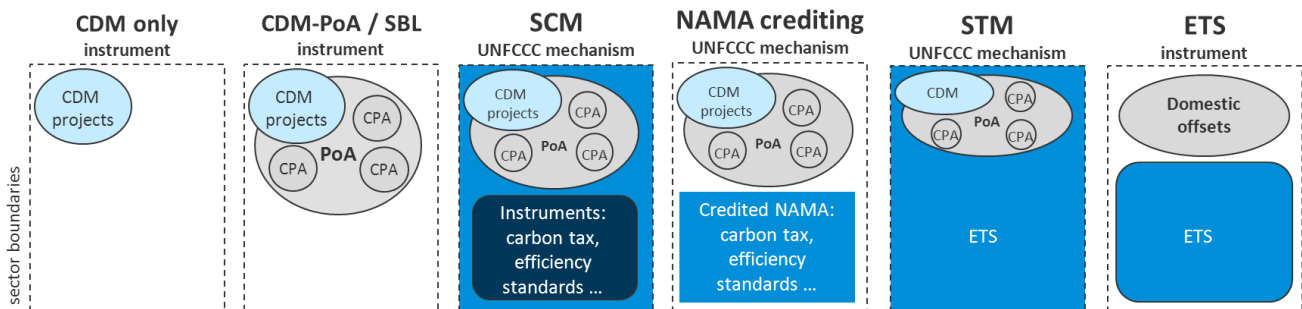 CDM only
instrument
CDM
projects
CDM-PoA / SBL
instrument
CDM
projects
CPA
PoA
CPA
CPA
SCM
UNFCCC mechanism
CDM
projects
CPA
PoA
CPA
CPA
Instruments:
carbon tax,
efficiency
standards ...
NAMA crediting
UNFCCC mechanism
CDM
projects
CPA
PoA
CPA
CPA
Credited NAMA:
carbon tax,
efficiency
standards ...
STM
UNFCCC mechanism
CDM
CPA
PoA
CPA
CPA
ETS
ETS
instrument
Domestic
offsets
ETS
sector boundaries